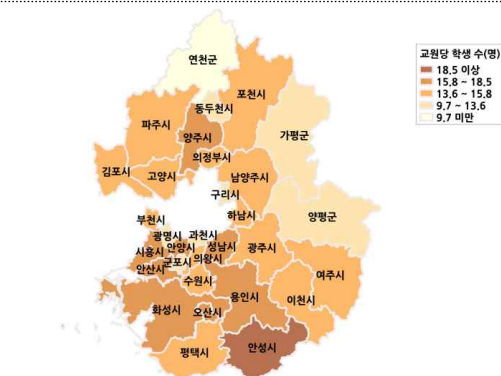 교원당 학생 수(명)
18.5 이상
15.8 ~ 18.5
13.6 ~ 15.8
9.7 ~ 13.6
9.7 미만
연천군
포천시
동두천시
파주시
양주시
가평군
의정부시
김포시
고양시
남양주시
구리시
부천시
하남시
양평군
광명시
과천시
시흥시
안양시
성남시
광주시
군포시
의왕시
안산시
수원시
여주시
용인시
이천시
화성시
오산시
평택시
안성시